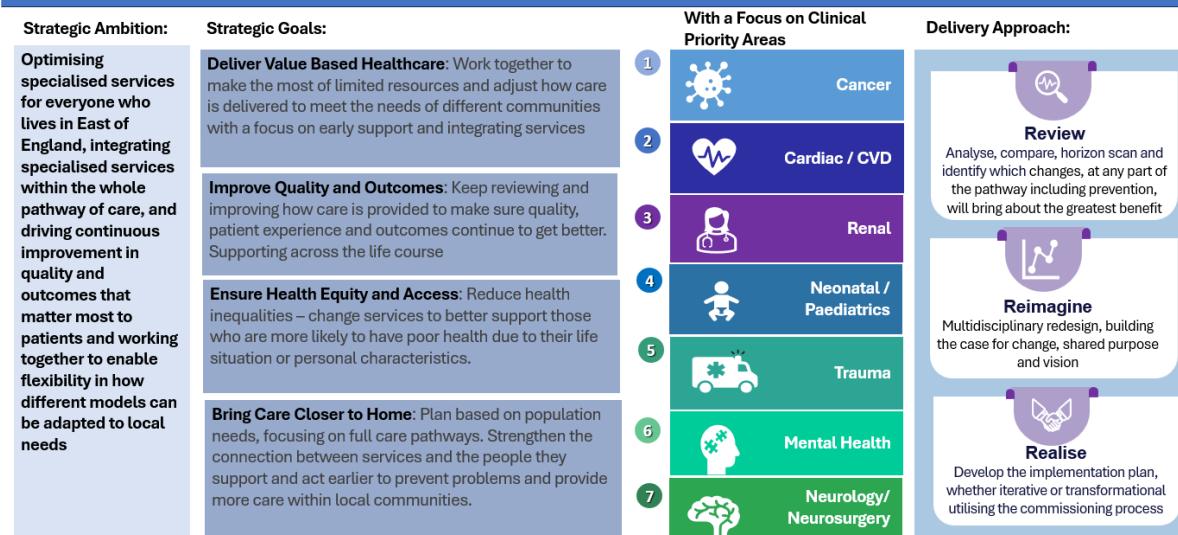 Strategic Ambition:
Optimising
specialised services
for everyone who
lives in East of
England, integrating
specialised services
within the whole
pathway of care, and
driving continuous
improvement in
quality and
outcomes that
matter most to
patients and working
together to enable
flexibility in how
different models can
be adapted to local
needs
Strategic Goals:
Deliver Value Based Healthcare: Work together to
make the most of limited resources and adjust how care
is delivered to meet the needs of different communities
with a focus on early support and integrating services
Improve Quality and Outcomes: Keep reviewing and
improving how care is provided to make sure quality,
patient experience and outcomes continue to get better.
Supporting across the life course
Ensure Health Equity and Access: Reduce health
inequalities – change services to better support those
who are more likely to have poor health due to their life
situation or personal characteristics.
Bring Care Closer to Home: Plan based on population
needs, focusing on full care pathways. Strengthen the
connection between services and the people they
support and act earlier to prevent problems and provide
more care within local communities.
With a Focus on Clinical
Priority Areas
1
Cancer
2
Cardiac / CVD
3
Renal
4
Neonatal /
Paediatrics
5
Trauma
6
Mental Health
7
Neurology/
Neurosurgery
Delivery Approach:
Review
Analyse, compare, horizon scan and
identify which changes, at any part of
the pathway including prevention,
will bring about the greatest benefit
Reimagine
Multidisciplinary redesign, building
the case for change, shared purpose
and vision
Realise
Develop the implementation plan,
whether iterative or transformational
utilising the commissioning process